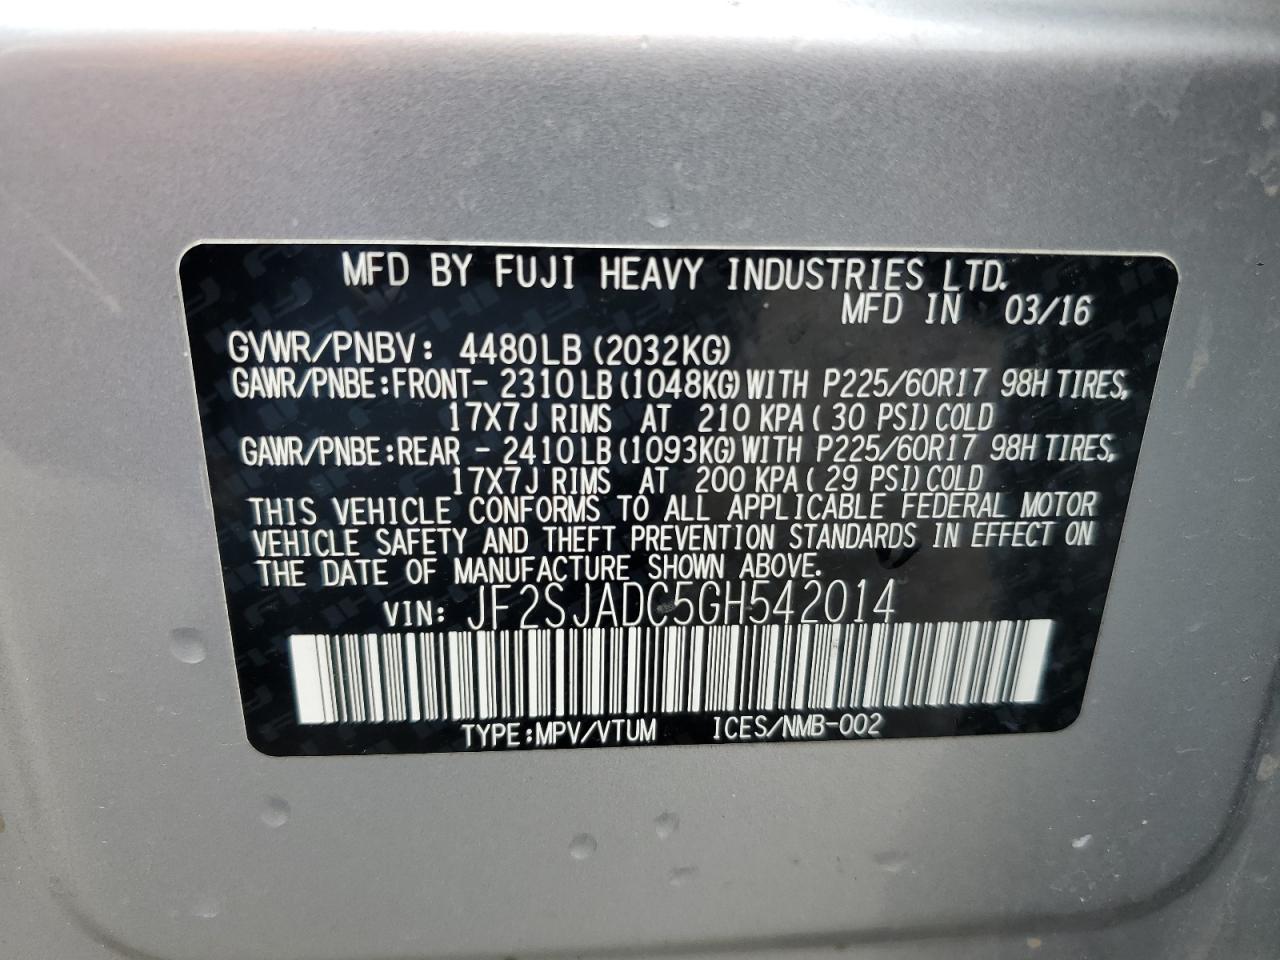 MFD BY FUJI HEAVY INDUSTRIES LTD.
MFD IN 03/16
GVWR/PNBV: 4480LB (2032KG)
GAWR/PNBE:FRONT- 2310LB (1048KG) WITH P225/60R17 98H TIRES,
17X7J RIMS AT 210 KPA ( 30 PSI) COLD
GAWR/PNBE:REAR - 2410LB (1093KG) WITH P225/60R17 98H TIRES,
17X7J RIMS AT 200 KPA ( 29 PSI) COLD
THIS VEHICLE CONFORMS TO ALL APPLICABLE FEDERAL MOTOR
VEHICLE SAFETY AND THEFT PREVENTION STANDARDS IN EFFECT ON
THE DATE OF MANUFACTURE SHOWN ABOVE.
VIN: JF2SJADC5GH542014
TYPE:MPV/VTUM ICES/NMB-002